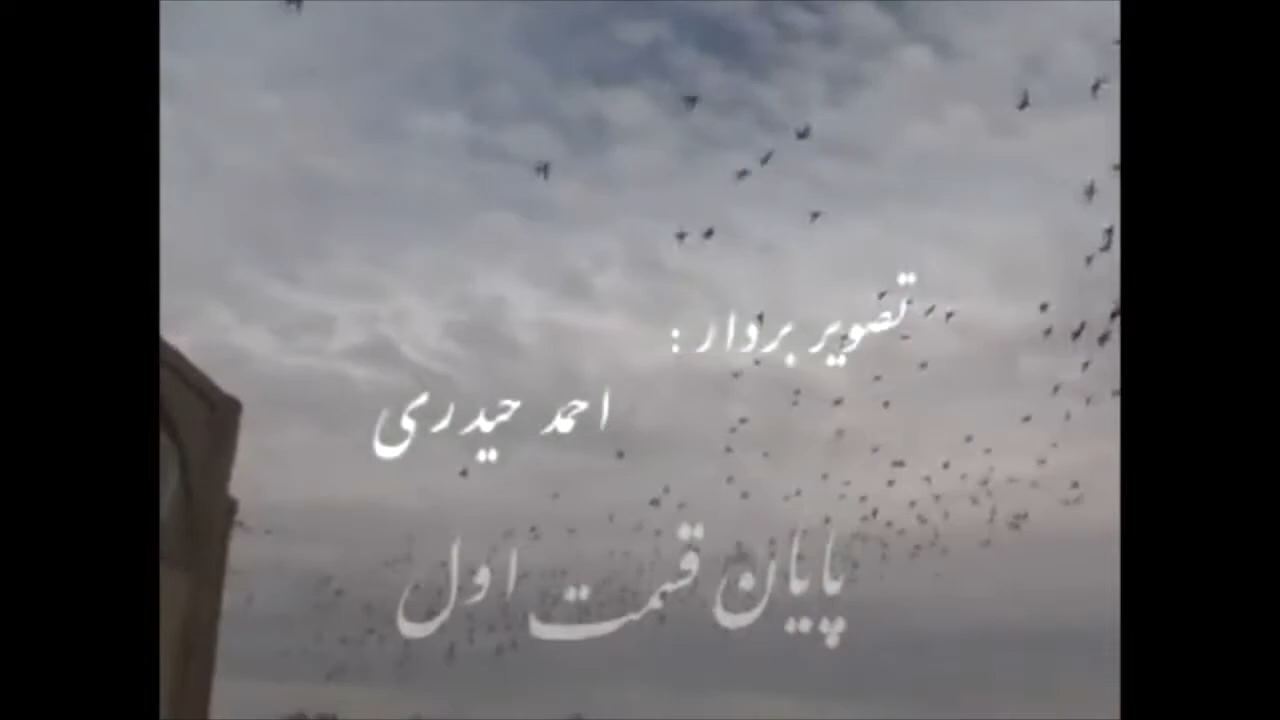 تصویر بردار :
احمد حیدری
پایان قسمت اول